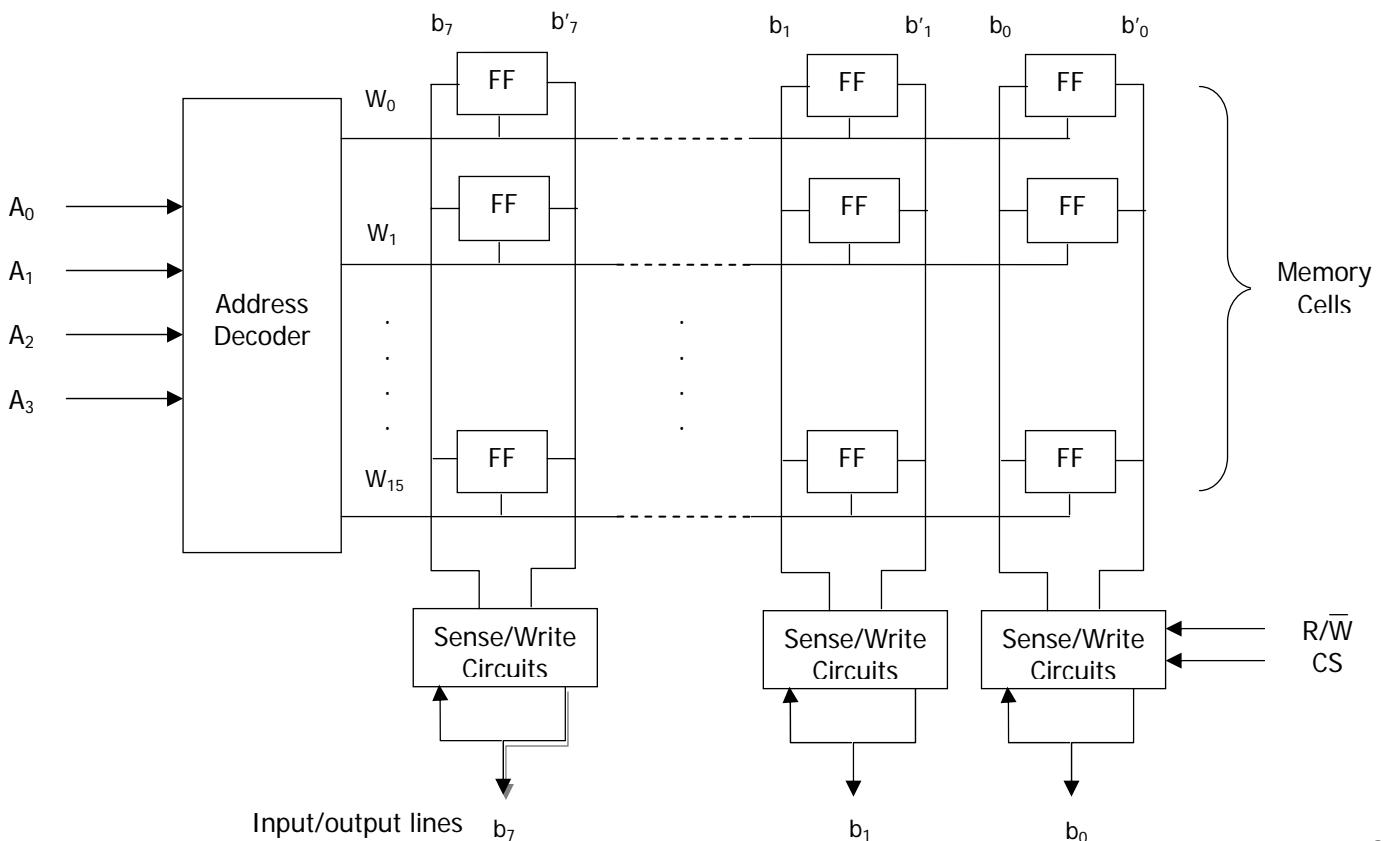 b₇ b′₇ b₁ b′₁ b₀ b′₀
FF FF FF
W₀
FF FF FF
A₀
W₁
A₁
Memory
Cells
Address
Decoder
A₂
A₃
FF FF FF
W₁₅
Sense/Write
Circuits
Sense/Write
Circuits
Sense/Write
Circuits
R/W̅
CS
Input/output lines b₇ b₁ b₀